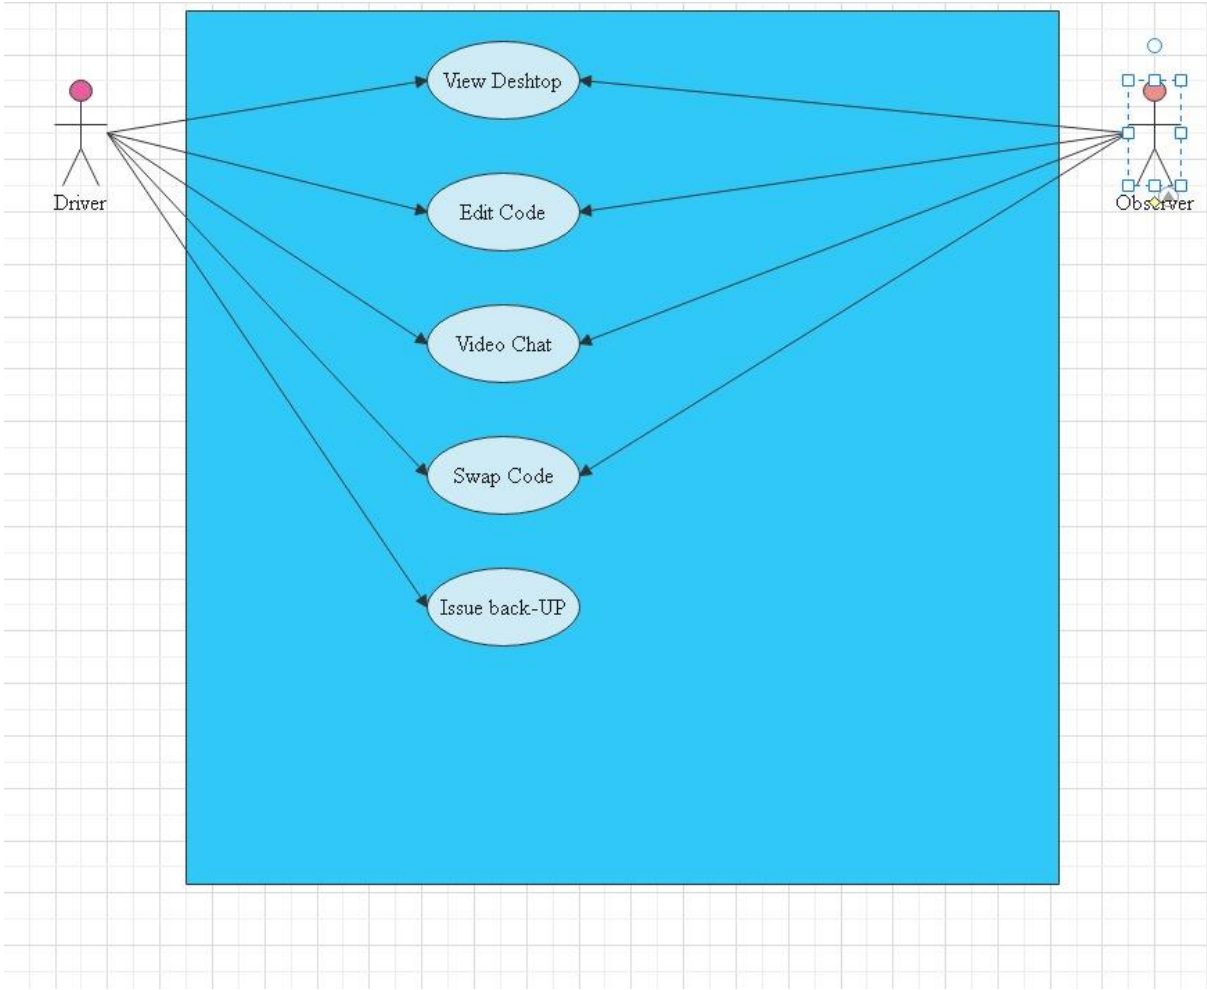 View Deshtop
Driver
Edit Code
Observer
Video Chat
Swap Code
Issue back-UP